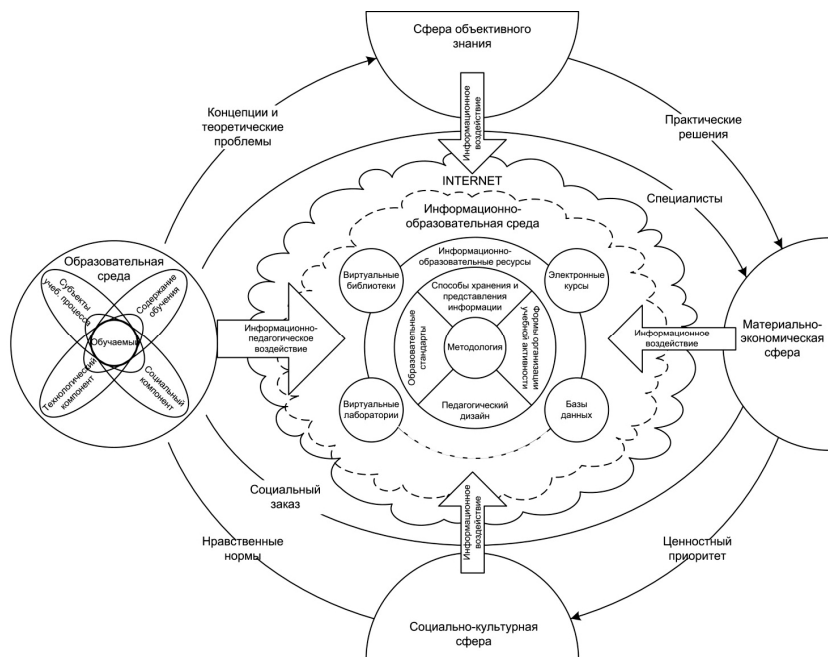 Сфера объективного
знания
Информационное
воздействие
Концепции и
теоретические
проблемы
Практические
решения
Специалисты
INTERNET
Информационно-
образовательная среда
Информационно-
образовательные ресурсы
Виртуальные
библиотеки
Электронные
курсы
Способы хранения и
представления
информации
Образовательные
стандарты
Методология
Формы организации
учебной активности
Педагогический
дизайн
Виртуальные
лаборатории
Базы
данных
Образовательная
среда
Субъекты
учеб. процесса
Содержание
обучения
Обучаемый
Технологический
компонент
Социальный
компонент
Информационно-
педагогическое
воздействие
Информационное
воздействие
Материально-
экономическая
сфера
Социальный
заказ
Нравственные
нормы
Информационное
воздействие
Ценностный
приоритет
Социально-культурная
сфера